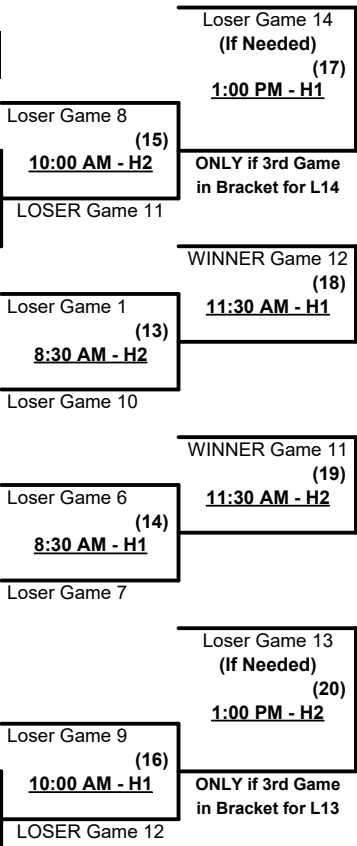 Loser Game 14
(If Needed)
(17)
1:00 PM - H1
Loser Game 8
(15)
10:00 AM - H2
ONLY if 3rd Game
in Bracket for L14
LOSER Game 11
WINNER Game 12
(18)
11:30 AM - H1
Loser Game 1
(13)
8:30 AM - H2
Loser Game 10
WINNER Game 11
(19)
11:30 AM - H2
Loser Game 6
(14)
8:30 AM - H1
Loser Game 7
Loser Game 13
(If Needed)
(20)
1:00 PM - H2
Loser Game 9
(16)
10:00 AM - H1
ONLY if 3rd Game
in Bracket for L13
LOSER Game 12